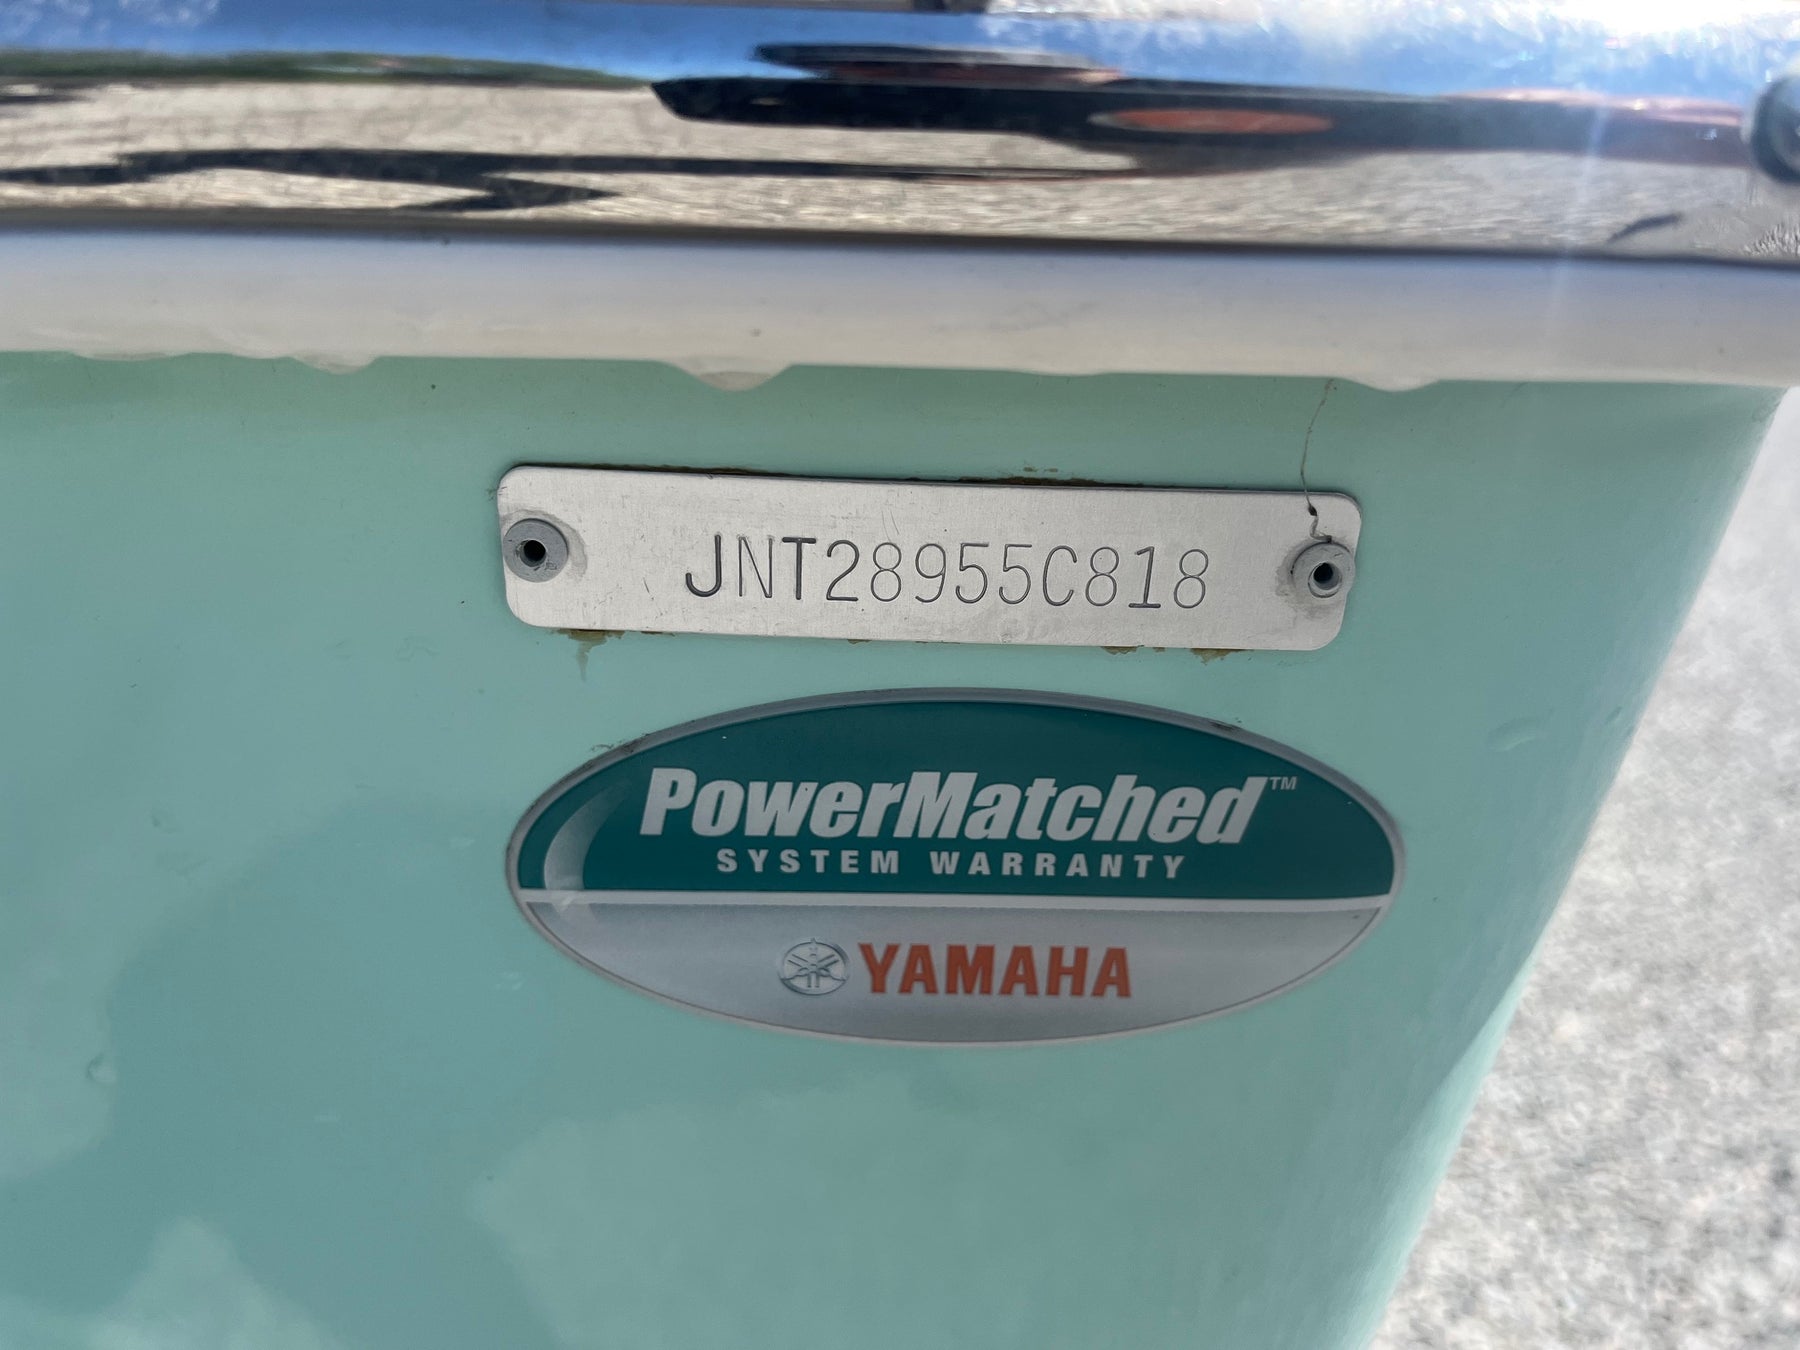 JNT28955C818
PowerMatched™
SYSTEM WARRANTY
YAMAHA